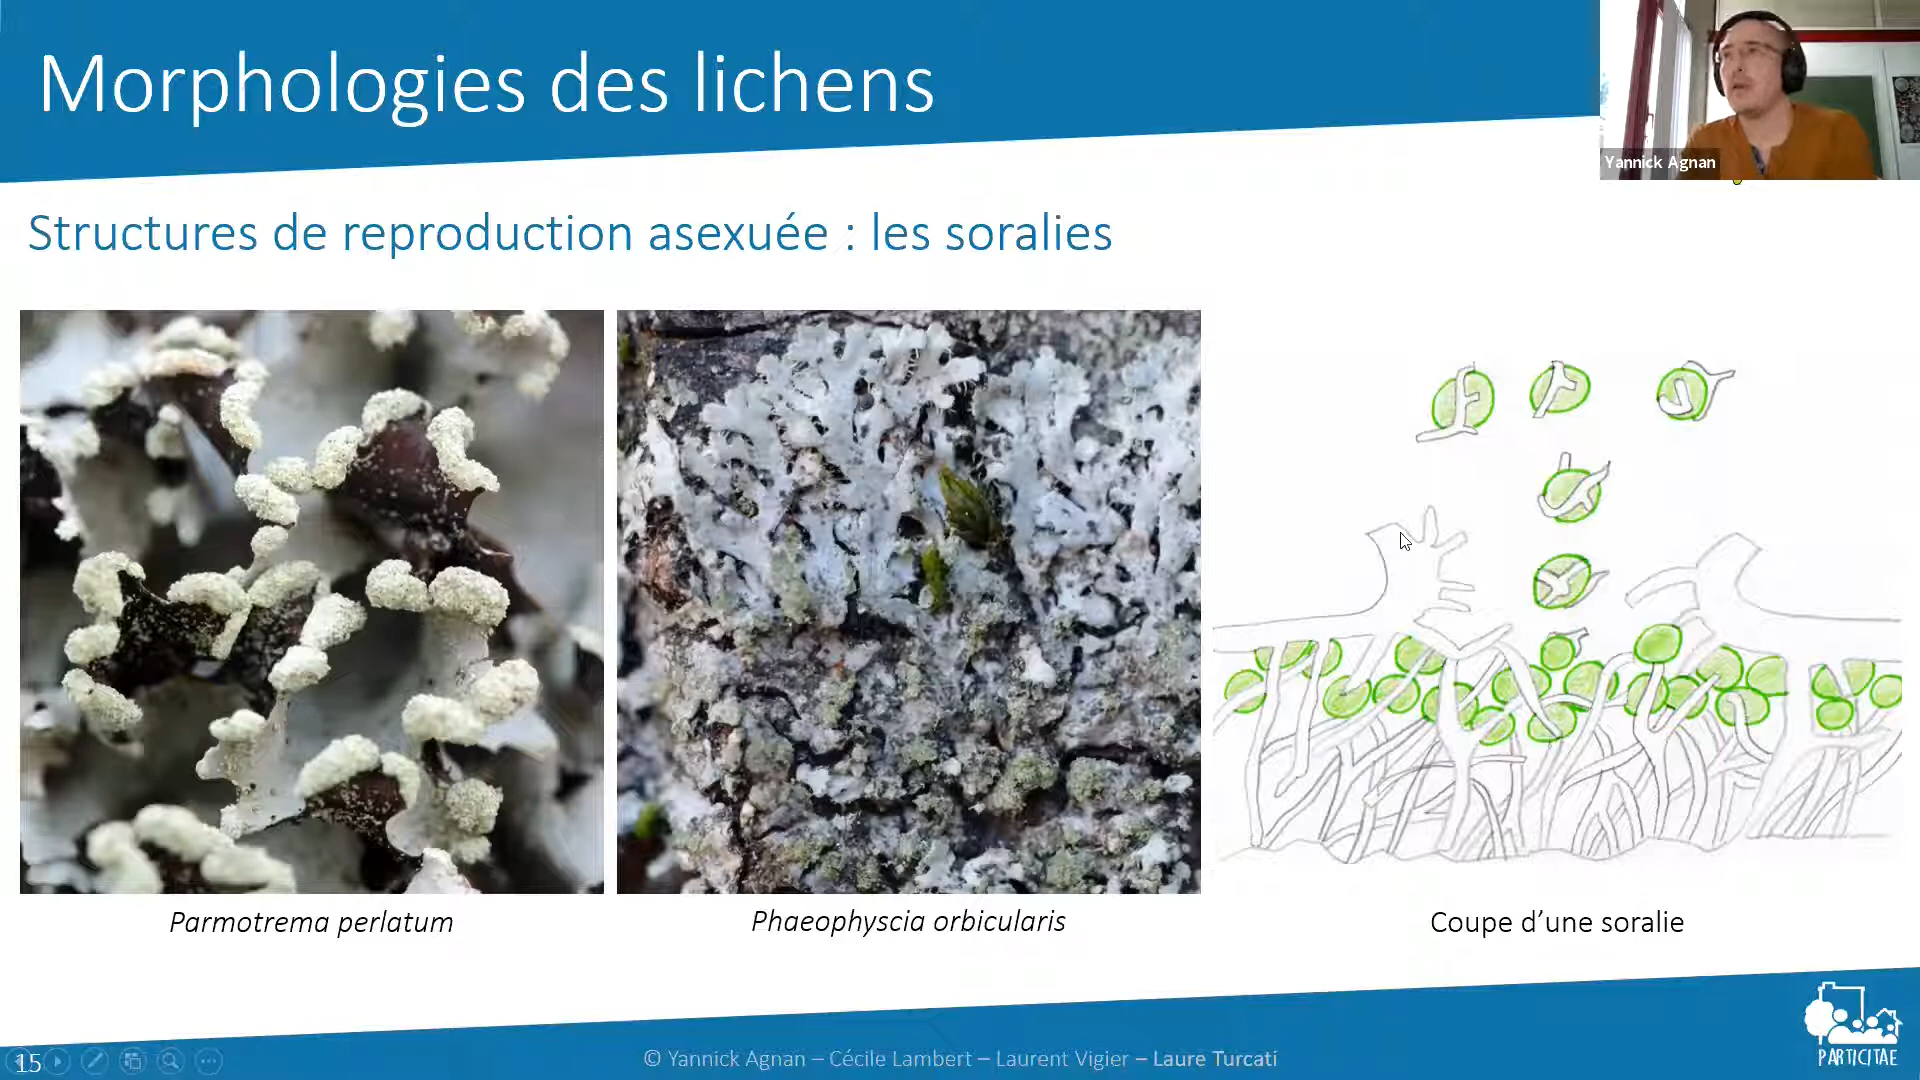 Morphologies des lichens
Yannick Agnan
Structures de reproduction asexuée : les soralies
Parmotrema perlatum
Phaeophyscia orbicularis
Coupe d’une soralie
15
© Yannick Agnan – Cécile Lambert – Laurent Vigier – Laure Turcati
PARTICITAE